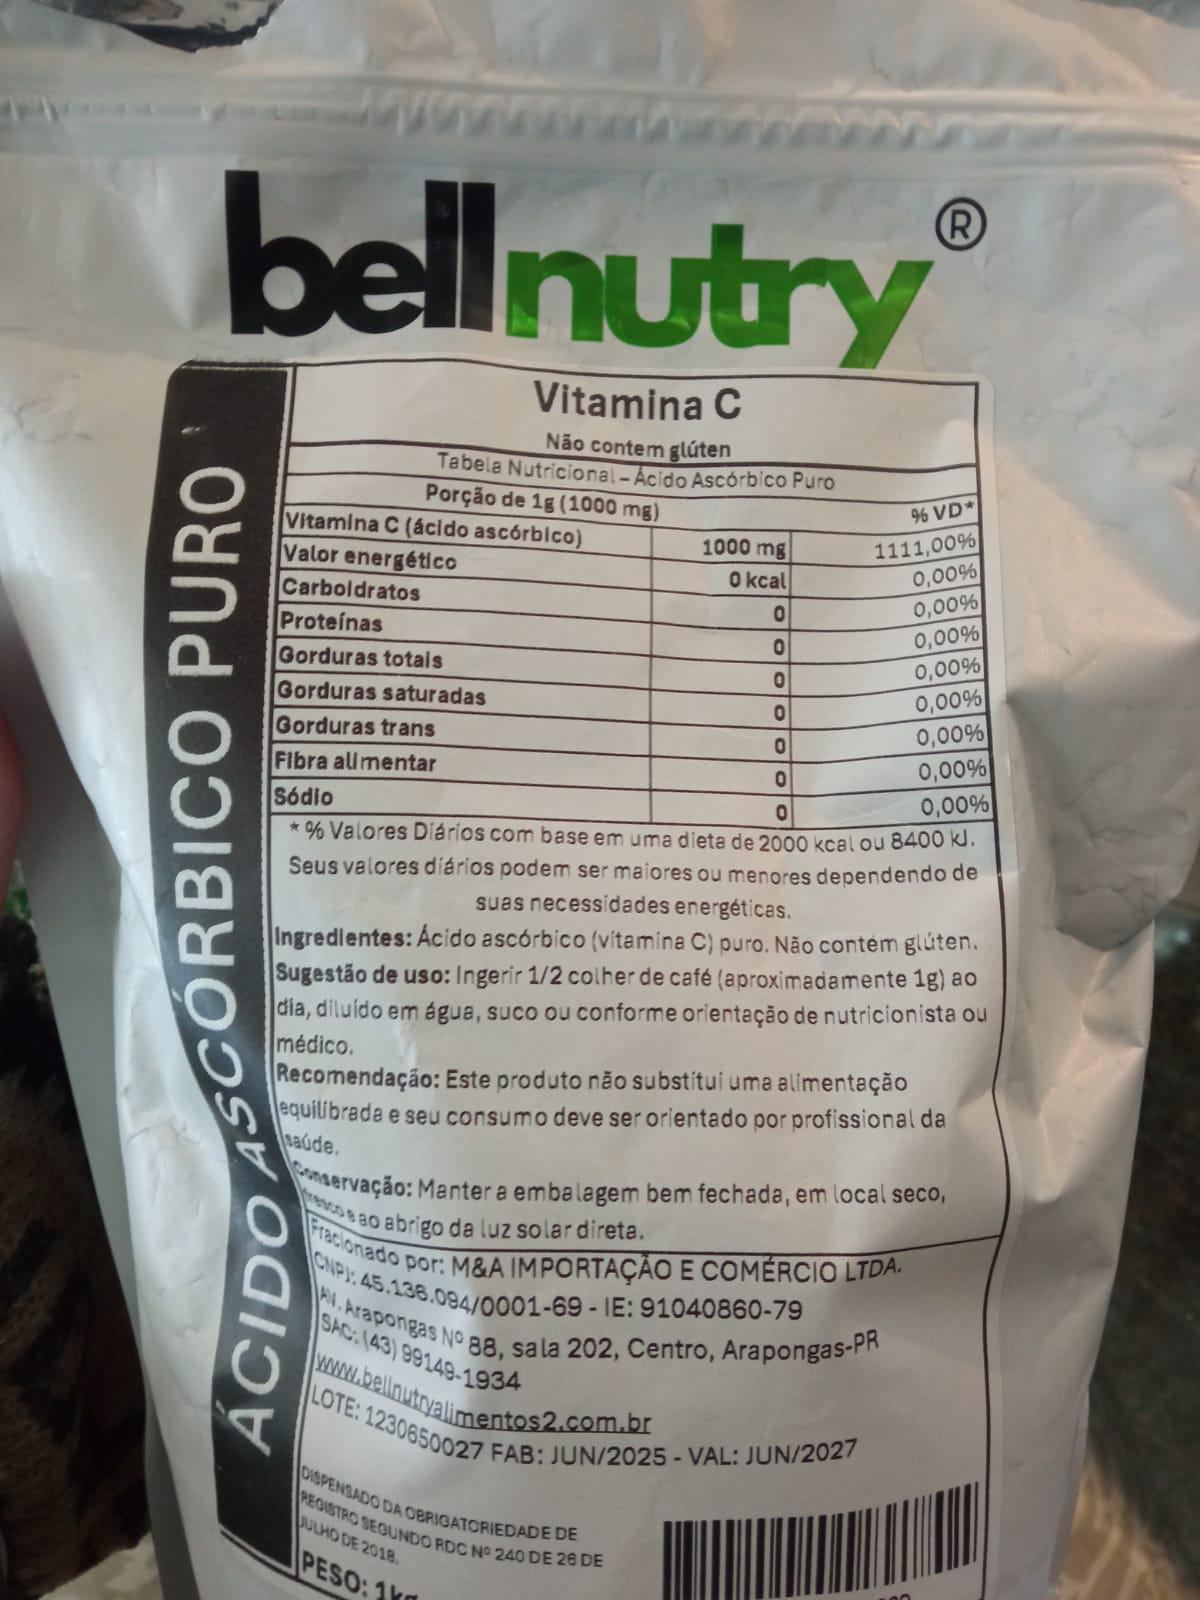 bellnutry®
Vitamina C
Não contem glúten
Tabela Nutricional – Ácido Ascórbico Puro
Porção de 1g (1000 mg) % VD*
Vitamina C (ácido ascórbico) 1000 mg 1111,00%
Valor energético 0 kcal 0,00%
Carboidratos 0 0,00%
Proteínas 0 0,00%
Gorduras totais 0 0,00%
Gorduras saturadas 0 0,00%
Gorduras trans 0 0,00%
Fibra alimentar 0 0,00%
Sódio 0 0,00%
* % Valores Diários com base em uma dieta de 2000 kcal ou 8400 kJ.
Seus valores diários podem ser maiores ou menores dependendo de
suas necessidades energéticas.
Ingredientes: Ácido ascórbico (vitamina C) puro. Não contém glúten.
Sugestão de uso: Ingerir 1/2 colher de café (aproximadamente 1g) ao
dia, diluído em água, suco ou conforme orientação de nutricionista ou
médico.
Recomendação: Este produto não substitui uma alimentação
equilibrada e seu consumo deve ser orientado por profissional da
saúde.
Conservação: Manter a embalagem bem fechada, em local seco,
fresco e ao abrigo da luz solar direta.
Fracionado por: M&A IMPORTAÇÃO E COMÉRCIO LTDA.
CNPJ: 45.136.094/0001-69 - IE: 91040860-79
AV. Arapongas Nº 88, sala 202, Centro, Arapongas-PR
SAC: (43) 99149-1934
www.bellnutryalimentos2.com.br
LOTE: 1230650027 FAB: JUN/2025 - VAL: JUN/2027
DISPENSADO DA OBRIGATORIEDADE DE
REGISTRO SEGUNDO RDC Nº 240 DE 26 DE
JULHO DE 2018.
PESO: 1kg
ÁCIDO ASCÓRBICO PURO